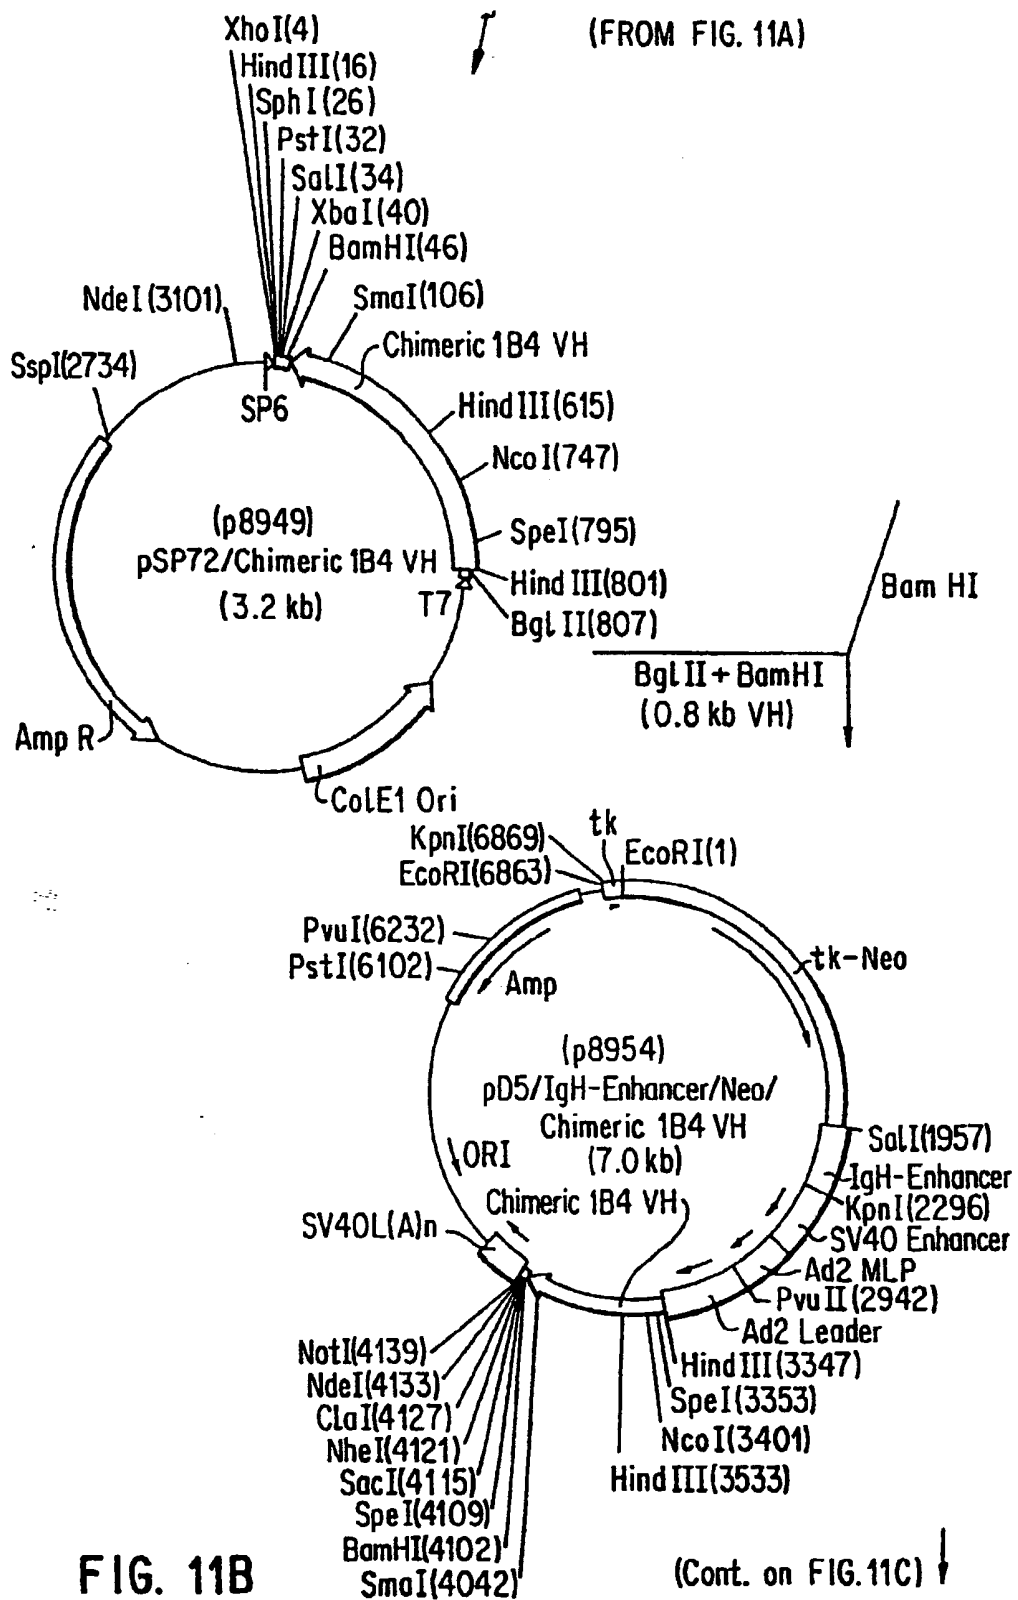 (FROM FIG. 11A)
XhoI(4)
HindIII(16)
SphI(26)
PstI(32)
SalI(34)
XbaI(40)
BamHI(46)
SmaI(106)
NdeI(3101)
Chimeric 1B4 VH
SspI(2734)
SP6
HindIII(615)
NcoI(747)
(p8949)
pSP72/Chimeric 1B4 VH
(3.2 kb)
SpeI(795)
HindIII(801)
T7
BglII(807)
Bam HI
BglII+BamHI
(0.8 kb VH)
Amp R
ColE1 Ori
KpnI(6869)
tk
EcoRI(1)
EcoRI(6863)
PvuI(6232)
PstI(6102)
Amp
tk-Neo
(p8954)
pD5/IgH-Enhancer/Neo/
Chimeric 1B4 VH
(7.0 kb)
SalI(1957)
ORI
IgH-Enhancer
Chimeric 1B4 VH
KpnI(2296)
SV40L(A)n
SV40 Enhancer
Ad2 MLP
PvuII(2942)
Ad2 Leader
NotI(4139)
HindIII(3347)
NdeI(4133)
SpeI(3353)
ClaI(4127)
NcoI(3401)
NheI(4121)
HindIII(3533)
SacI(4115)
SpeI(4109)
BamHI(4102)
SmaI(4042)
FIG. 11B
(Cont. on FIG.11C)